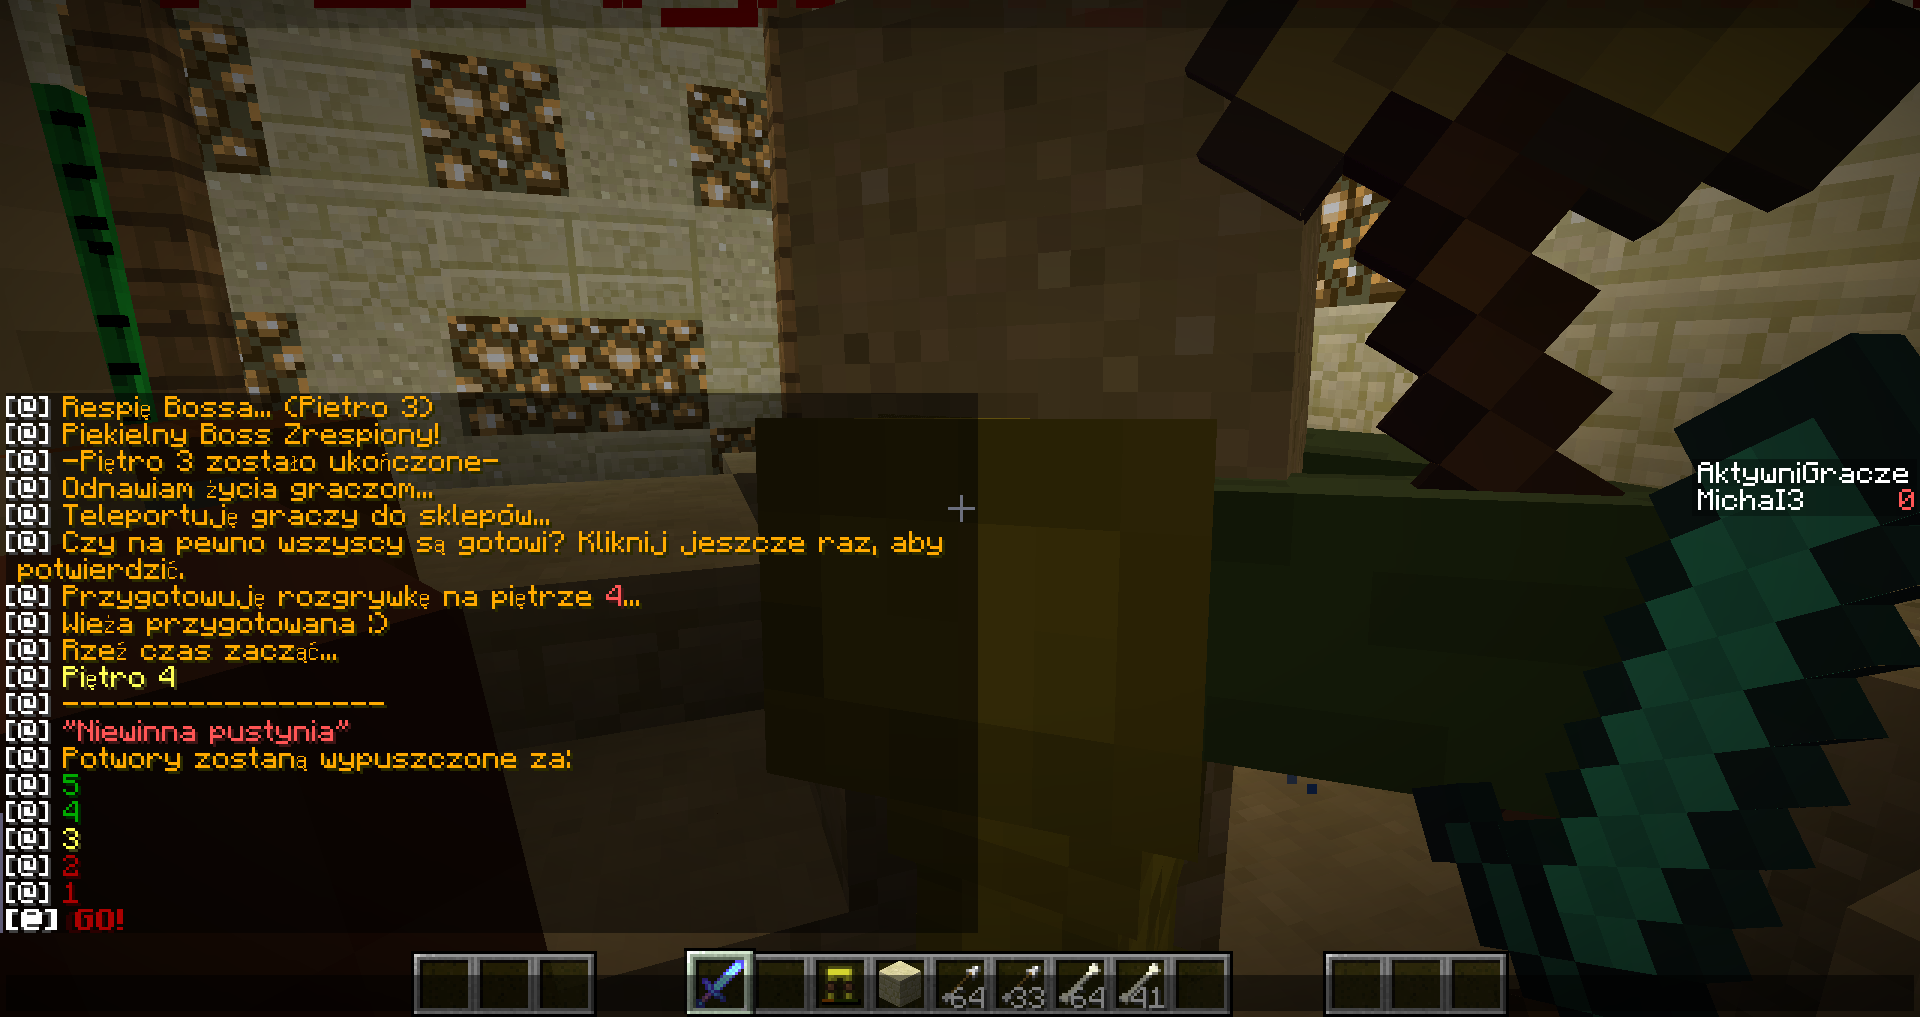 [@] Respię Bossa... (Pietro 3)
[@] Piekielny Boss Zrespiony!
[@] -Piętro 3 zostało ukończone-
[@] Odnawiam życia graczom...
[@] Teleportuję graczy do sklepów...
[@] Czy na pewno wszyscy są gotowi? Kliknij jeszcze raz, aby
potwierdzić.
[@] Przygotowuję rozgrywkę na piętrze 4...
[@] Wieża przygotowana :)
[@] Rzeź czas zacząć...
[@] Piętro 4
[@] ------------------
[@] "Niewinna pustynia"
[@] Potwory zostaną wypuszczone za:
[@] 5
[@] 4
[@] 3
[@] 2
[@] 1
[@] GO!
AktywniGracze
MichaI3 0
64 33 64 41